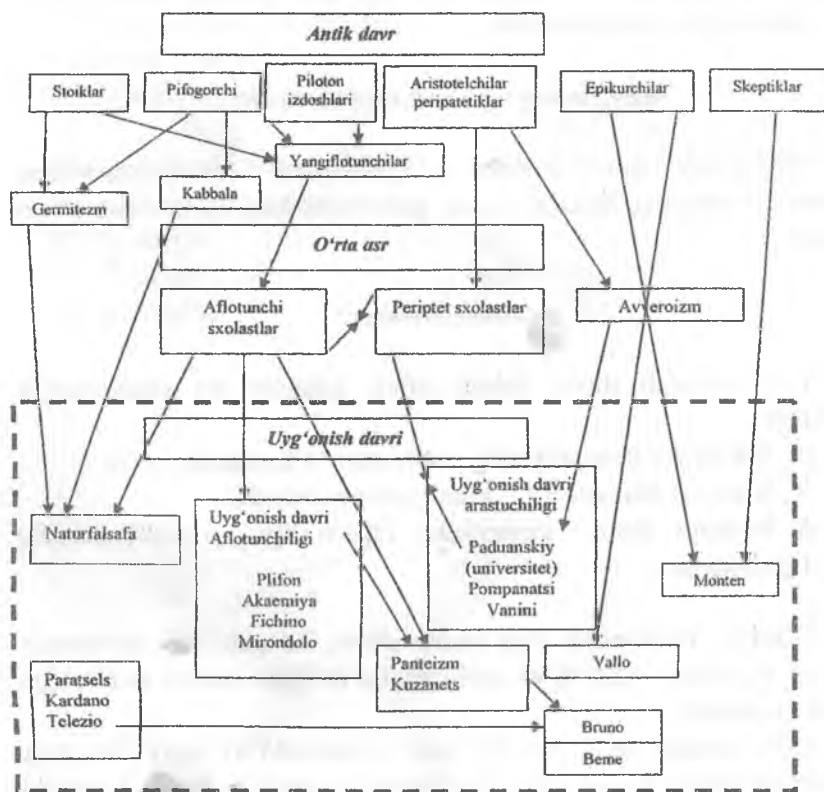 Antik davr
Stoiklar
Pifogorchi
Piloton
izdoshlari
Aristotelchilar
peripatetiklar
Epikurchilar
Skeptiklar
Yangiflotunchilar
Kabbala
Germitezm
O‘rta asr
Aflotunchi
sxolastlar
Periptet sxolastlar
Avveroizm
Uyg‘onish davri
Naturfalsafa
Uyg‘onish davri
Aflotunchiligi
Plifon
Akaemiya
Fichino
Mirondolo
Uyg‘onish davri
arastuchiligi
Paduanskiy
(universitet)
Pompanatsi
Vanini
Monten
Paratsels
Kardano
Telezio
Panteizm
Kuzanets
Vallo
Bruno
Beme